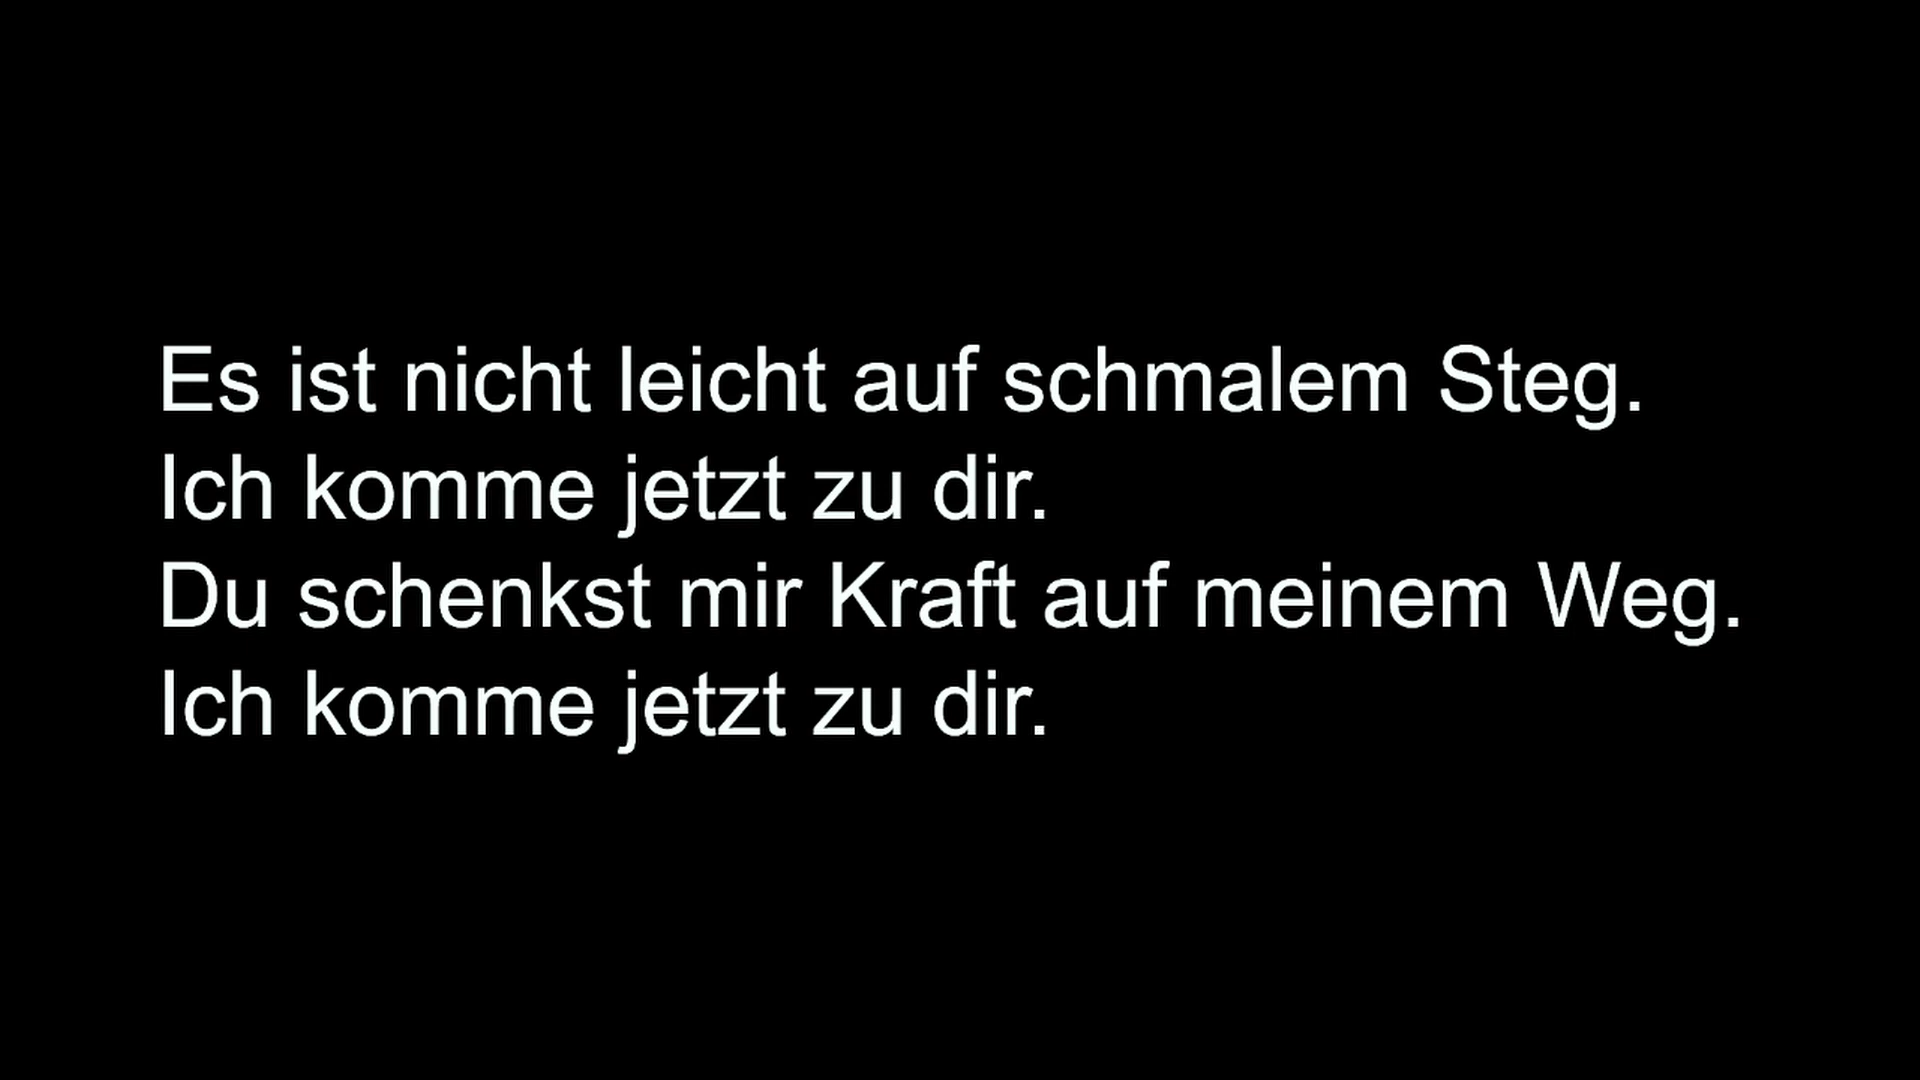 Es ist nicht leicht auf schmalem Steg.
Ich komme jetzt zu dir.
Du schenkst mir Kraft auf meinem Weg.
Ich komme jetzt zu dir.